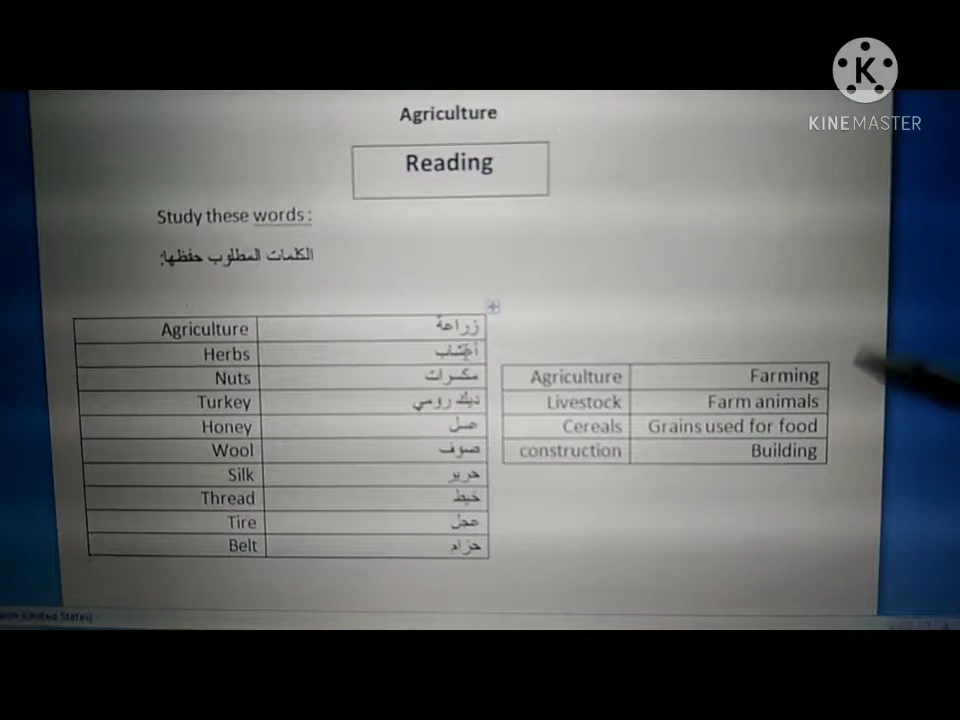 KINEMASTER
Agriculture
Reading
Study these words :
الكلمات المطلوب حفظها:
Agriculture زراعة
Herbs أعشاب
Nuts مكسرات
Turkey ديك رومي
Honey عسل
Wool صوف
Silk حرير
Thread خيط
Tire عجل
Belt حزام
Agriculture Farming
Livestock Farm animals
Cereals Grains used for food
construction Building
(United States)